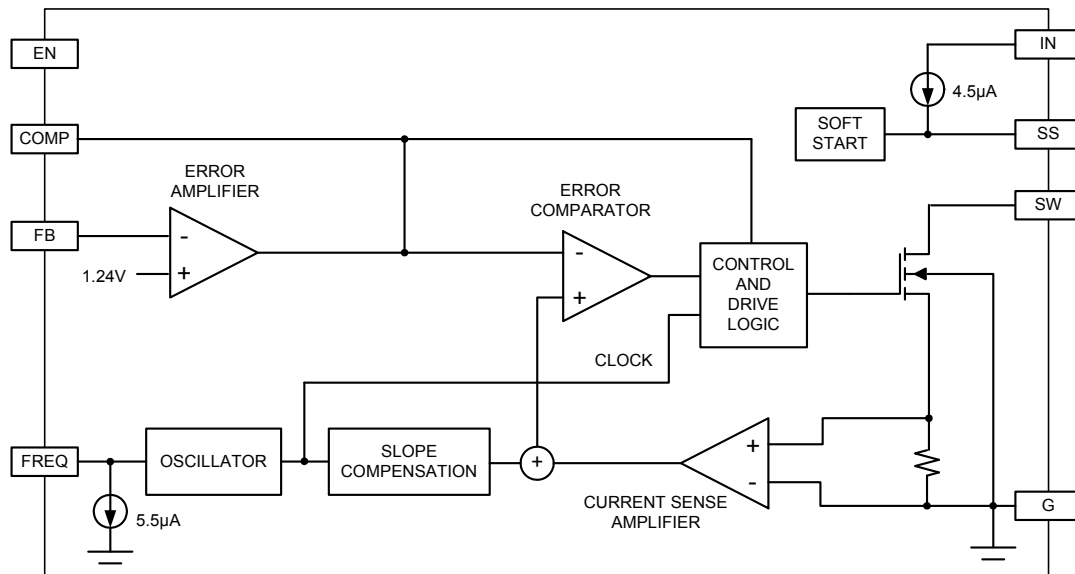 EN
IN
4.5µA
COMP
SOFT
START
SS
ERROR
AMPLIFIER
ERROR
COMPARATOR
SW
FB
-
+
1.24V
-
+
CONTROL
AND
DRIVE
LOGIC
CLOCK
FREQ
OSCILLATOR
SLOPE
COMPENSATION
+
+
-
CURRENT SENSE
AMPLIFIER
5.5µA
G